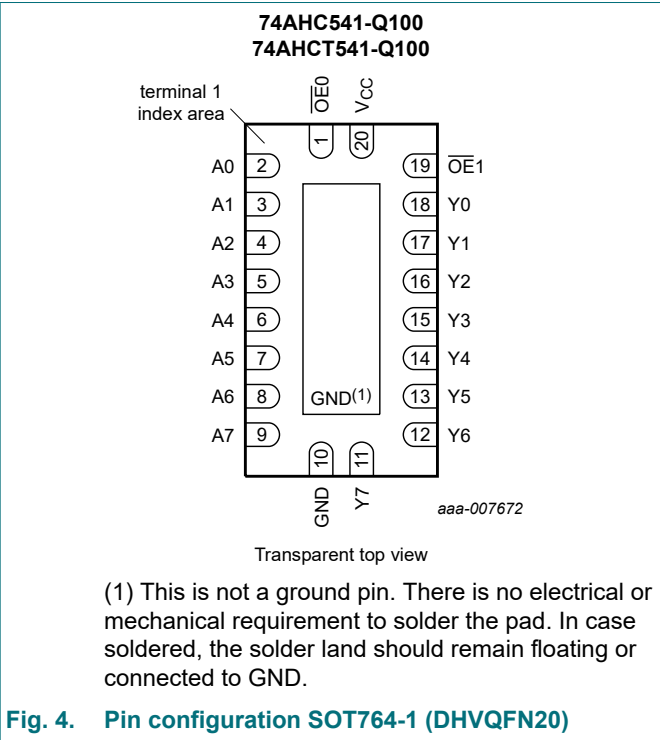 74AHC541-Q100
74AHCT541-Q100
terminal 1
index area
OE0
VCC
1
20
A0 2
19 OE1
A1 3
18 Y0
A2 4
17 Y1
A3 5
16 Y2
A4 6
15 Y3
A5 7
14 Y4
A6 8
GND(1)
13 Y5
A7 9
12 Y6
10
11
GND
Y7
aaa-007672
Transparent top view
(1) This is not a ground pin. There is no electrical or
mechanical requirement to solder the pad. In case
soldered, the solder land should remain floating or
connected to GND.
Fig. 4. Pin configuration SOT764-1 (DHVQFN20)